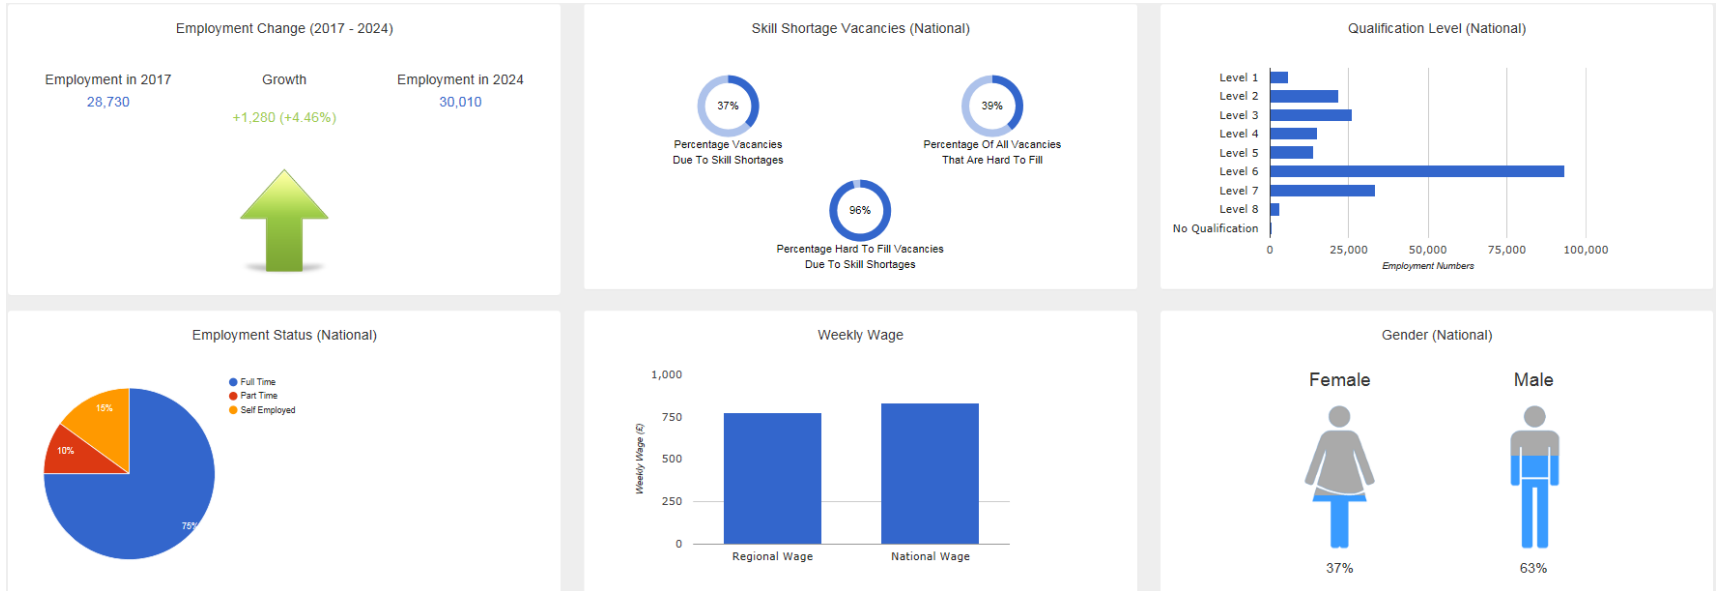 Employment Change (2017 - 2024)
Employment in 2017
Growth
Employment in 2024
28,730
+1,280 (+4.46%)
30,010
Skill Shortage Vacancies (National)
37%
Percentage Vacancies
Due To Skill Shortages
39%
Percentage Of All Vacancies
That Are Hard To Fill
96%
Percentage Hard To Fill Vacancies
Due To Skill Shortages
Qualification Level (National)
Level 1
Level 2
Level 3
Level 4
Level 5
Level 6
Level 7
Level 8
No Qualification
0
25,000
50,000
75,000
100,000
Employment Numbers
Employment Status (National)
Full Time
Part Time
Self Employed
15%
10%
75%
Weekly Wage
1,000
750
500
250
0
Weekly Wage (£)
Regional Wage
National Wage
Gender (National)
Female
Male
37%
63%